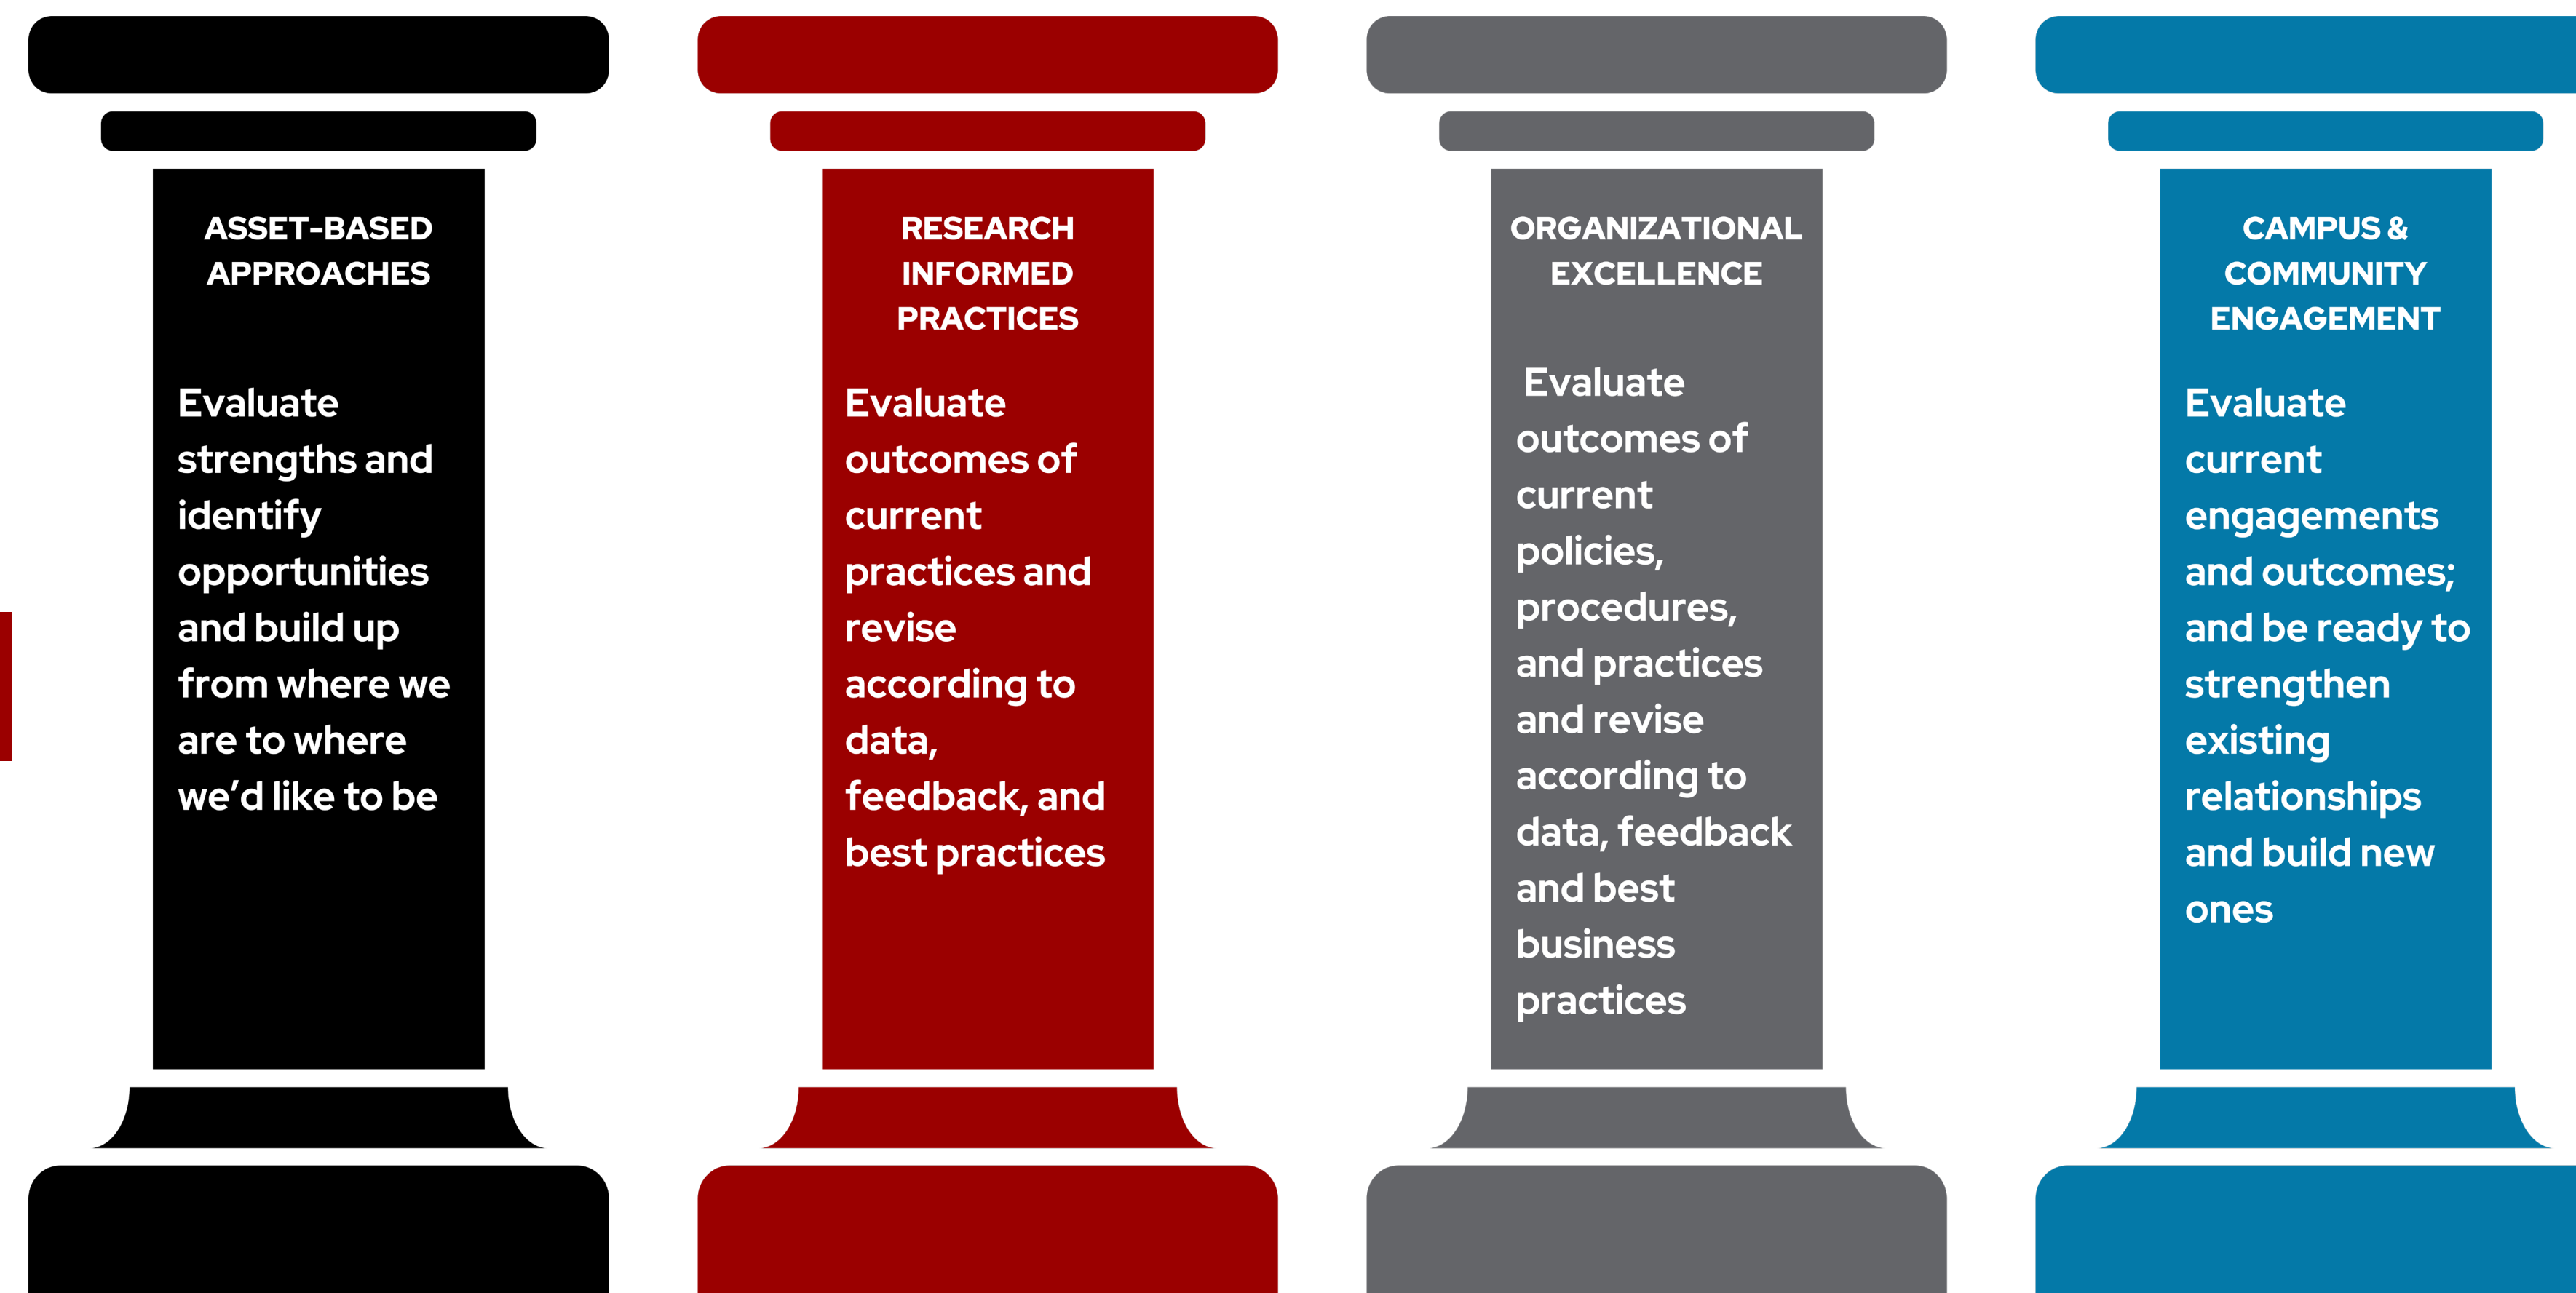 ASSET-BASED
APPROACHES
Evaluate
strengths and
identify
opportunities
and build up
from where we
are to where
we’d like to be
RESEARCH
INFORMED
PRACTICES
Evaluate
outcomes of
current
practices and
revise
according to
data,
feedback, and
best practices
ORGANIZATIONAL
EXCELLENCE
Evaluate
outcomes of
current
policies,
procedures,
and practices
and revise
according to
data, feedback
and best
business
practices
CAMPUS &
COMMUNITY
ENGAGEMENT
Evaluate
current
engagements
and outcomes;
and be ready to
strengthen
existing
relationships
and build new
ones